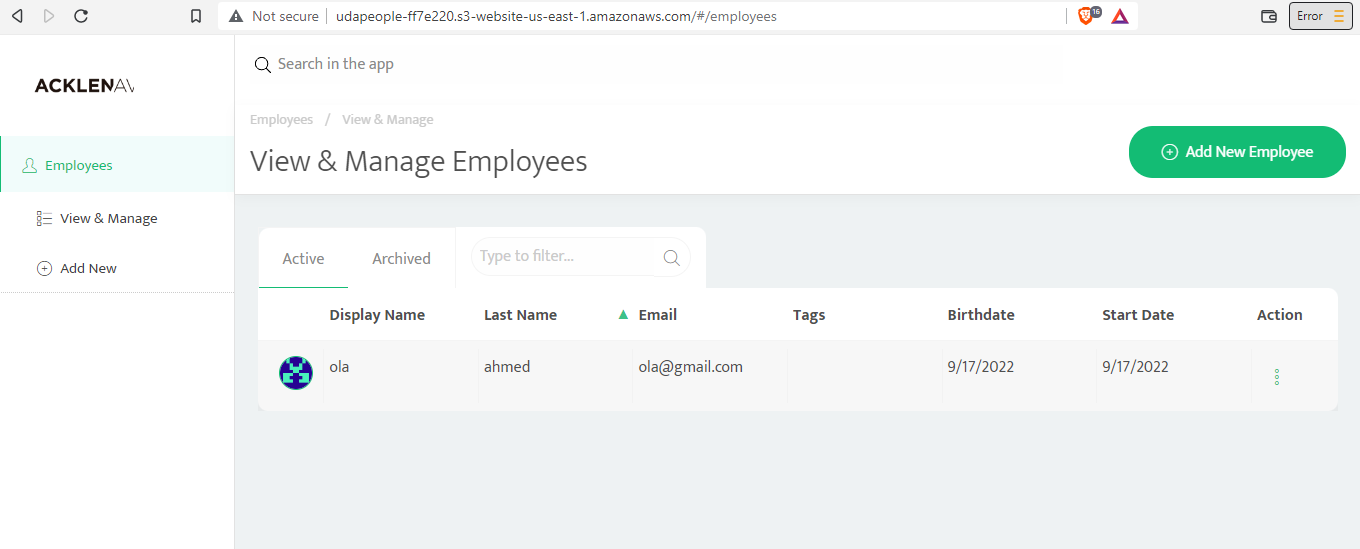 Not secure udapeople-ff7e220.s3-website-us-east-1.amazonaws.com/#/employees 16 Error
ACKLENAV
Search in the app
Employees / View & Manage
View & Manage Employees
Add New Employee
Employees
View & Manage
Add New
Active Archived Type to filter...
Display Name Last Name Email Tags Birthdate Start Date Action
ola ahmed ola@gmail.com 9/17/2022 9/17/2022